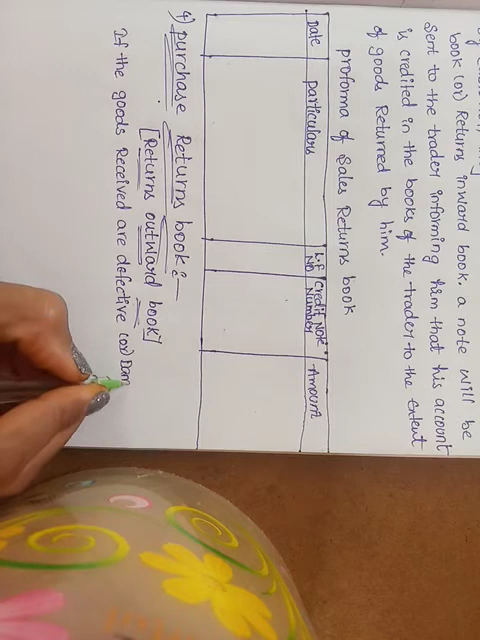 book (or) Returns inward book. a note will be
sent to the trader informing him that his account
is credited in the books of the trader to the Extent
of goods Returned by him.
proforma of Sales Returns book
Date particulars L.f No Credit Note Number Amount
4) purchase Returns book:-
[Returns outward book]
If the goods Received are defective (or) Dam